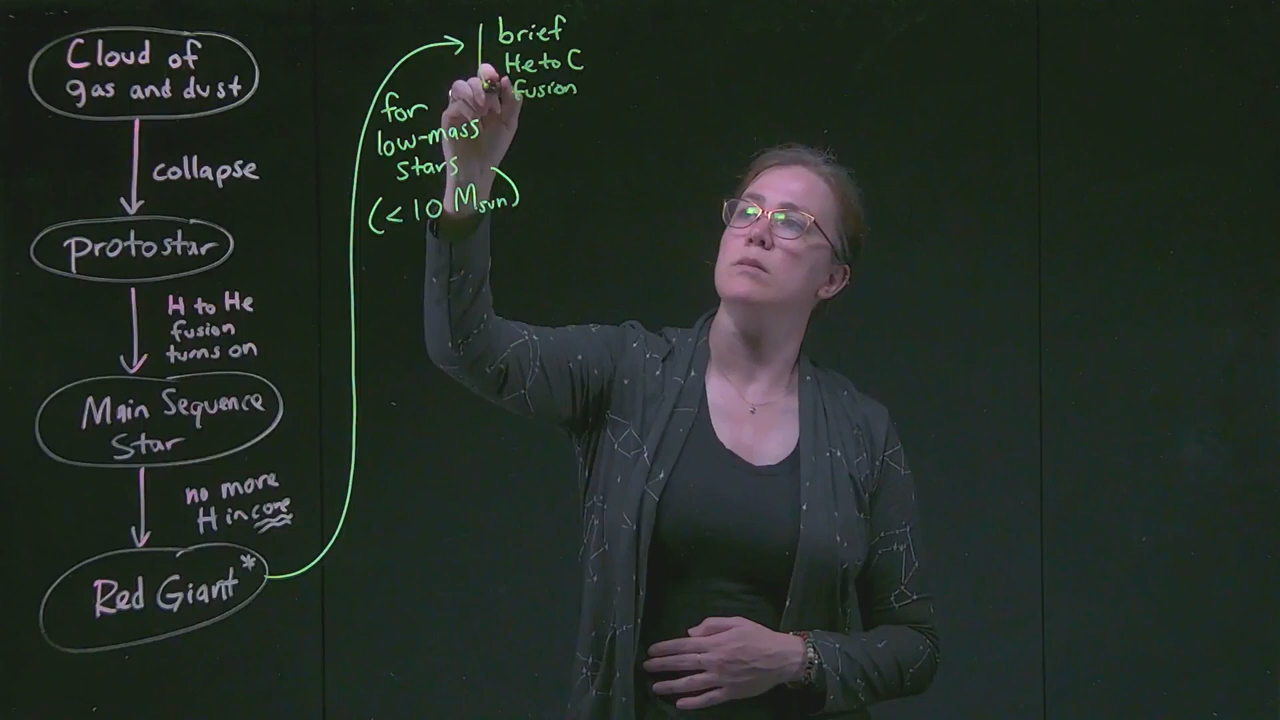 Cloud of
gas and dust
collapse
protostar
H to He
fusion
turns on
Main Sequence
Star
no more
H in core
Red Giant*
for
low-mass
stars
(< 10 Msun)
brief
He to C
fusion